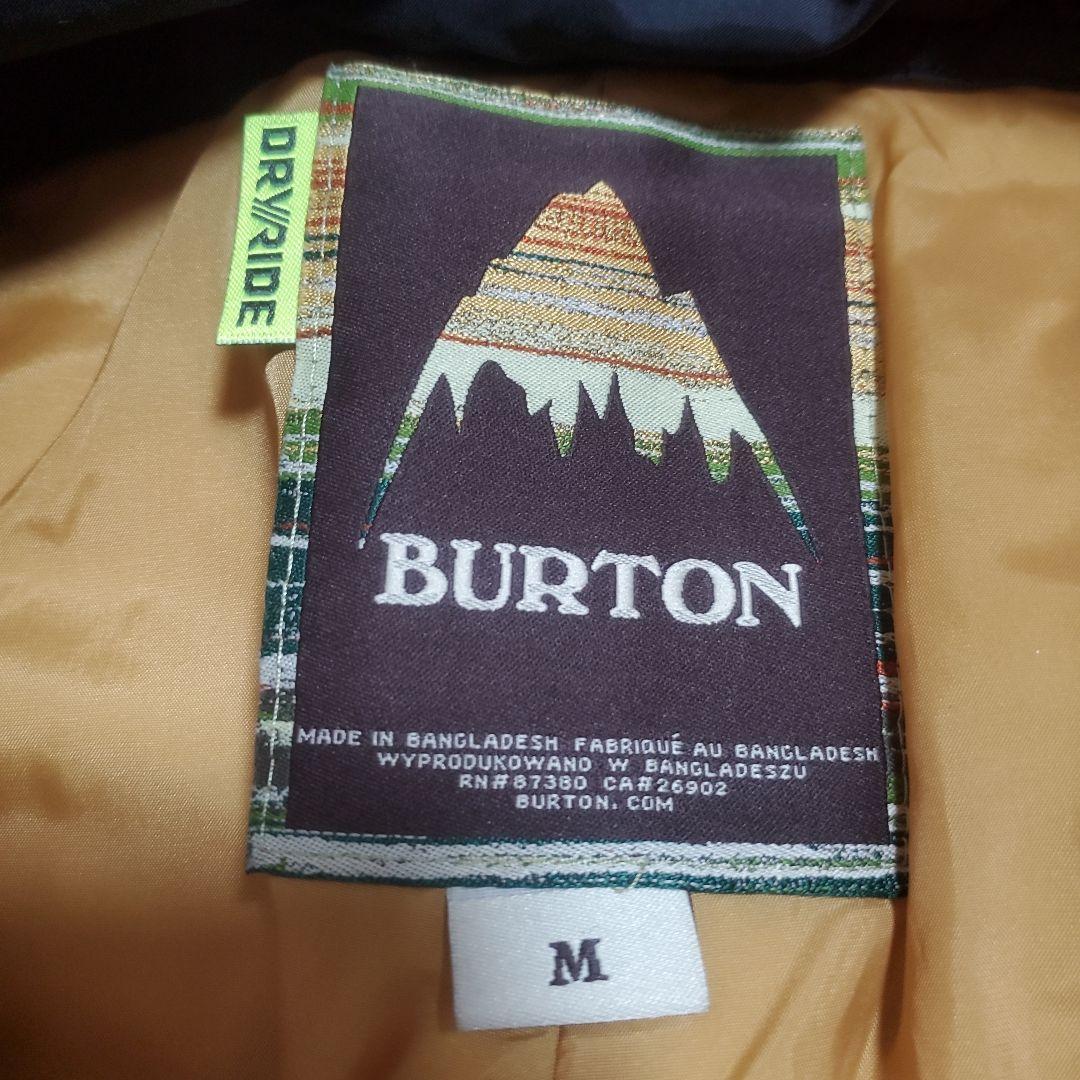 DRY//RIDE
BURTON
MADE IN BANGLADESH FABRIQUÉ AU BANGLADESH
WYPRODUKOWANO W BANGLADESZU
RN#87380 CA#26902
BURTON.COM
M